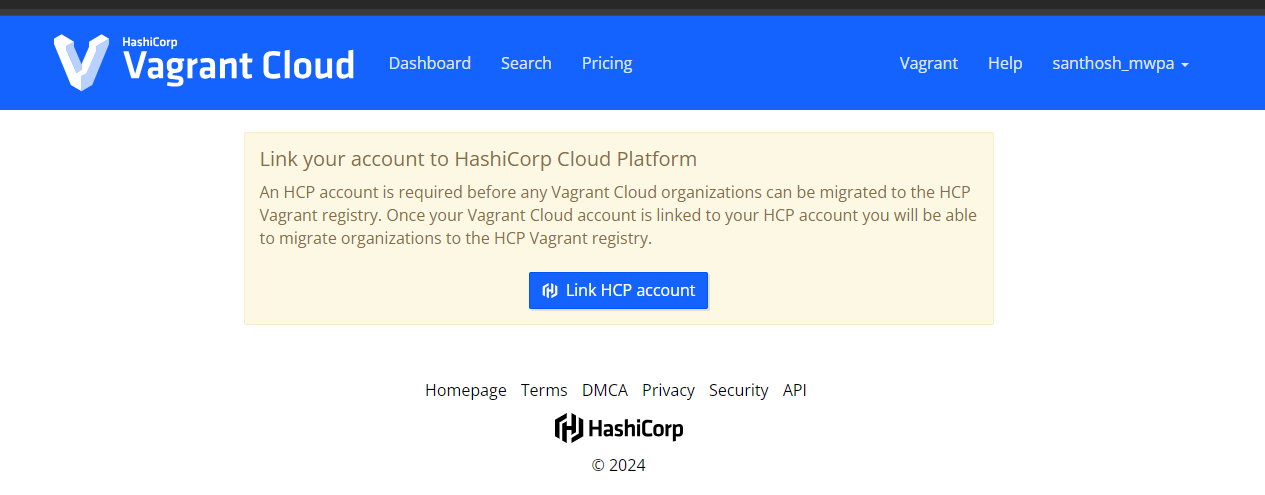 HashiCorp
Vagrant Cloud
Dashboard Search Pricing Vagrant Help santhosh_mwpa
Link your account to HashiCorp Cloud Platform
An HCP account is required before any Vagrant Cloud organizations can be migrated to the HCP
Vagrant registry. Once your Vagrant Cloud account is linked to your HCP account you will be able
to migrate organizations to the HCP Vagrant registry.
Link HCP account
Homepage Terms DMCA Privacy Security API
HashiCorp
© 2024